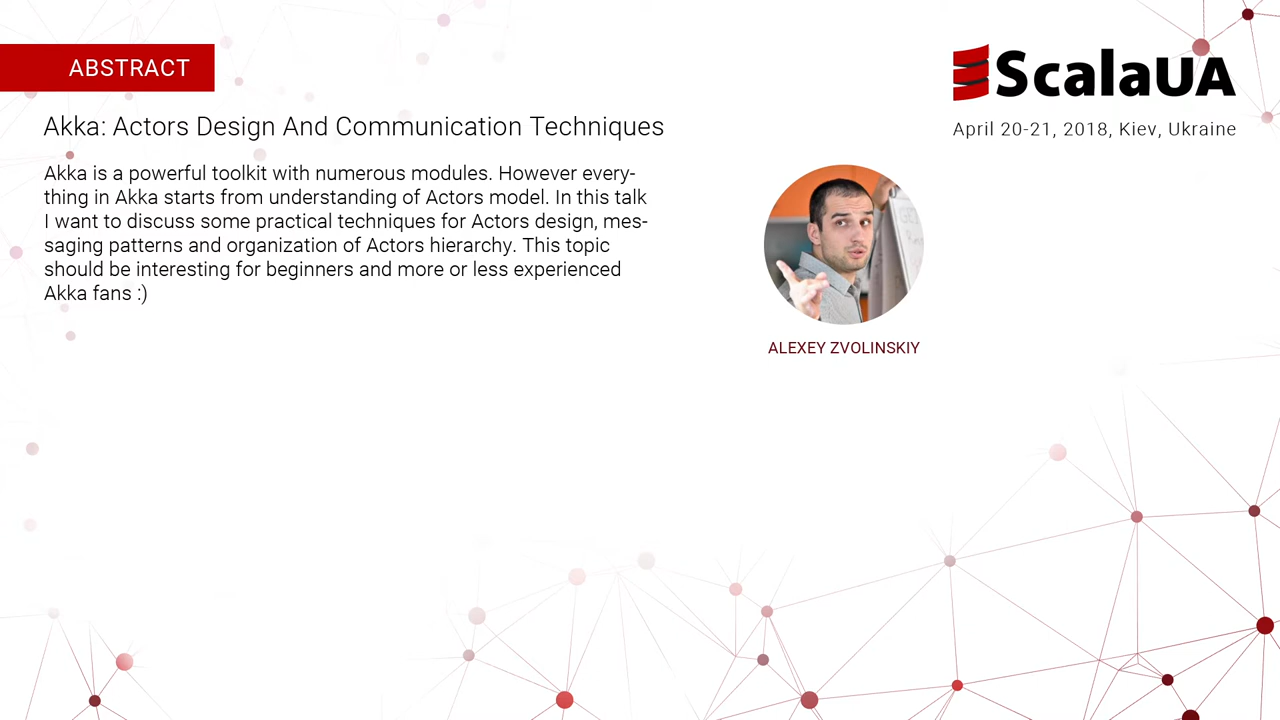 ABSTRACT
ScalaUA
April 20-21, 2018, Kiev, Ukraine
Akka: Actors Design And Communication Techniques
Akka is a powerful toolkit with numerous modules. However every-
thing in Akka starts from understanding of Actors model. In this talk
I want to discuss some practical techniques for Actors design, mes-
saging patterns and organization of Actors hierarchy. This topic
should be interesting for beginners and more or less experienced
Akka fans :)
ALEXEY ZVOLINSKIY